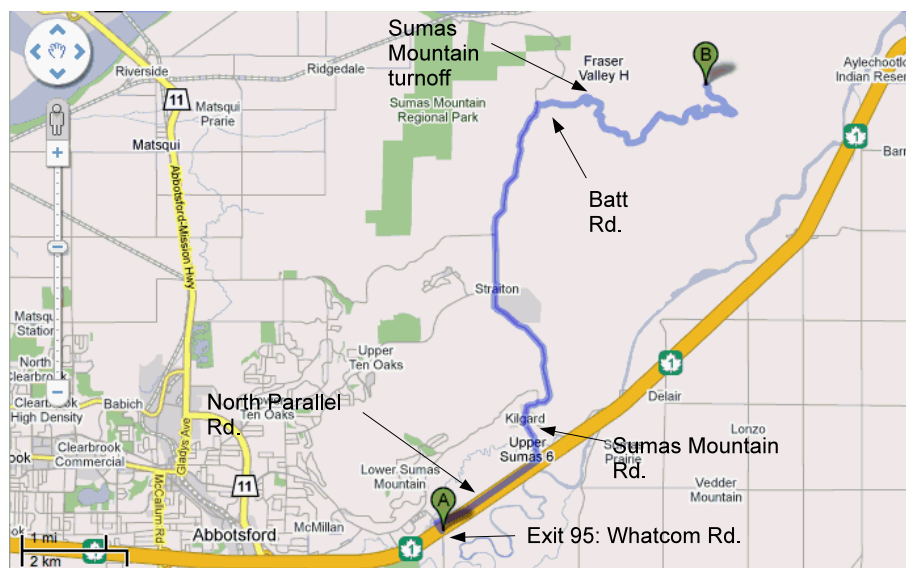 Sumas
Mountain
turnoff
Fraser
Valley H
B
Aylechootlo
Indian Reser
Riverside
Ridgedale
11
Matsqui
Prarie
Sumas Mountain
Regional Park
Matsqui
1
Barr
Abbotsford-Mission Hwy
Batt
Rd.
Straiton
Matsqui
Station
Upper
Ten Oaks
North
Clearbrook
1
Clearbrook
High Density
Babich
Delair
North Parallel
Rd.
Ten Oaks
Gladys Ave
Kilgard
Upper
Sumas 6
Sumas Mountain
Rd.
Prairie
Lonzo
Clearbrook
Commercial
Lower Sumas
Mountain
Vedder
Mountain
11
McCallum Rd
A
McMillan
Abbotsford
Exit 95: Whatcom Rd.
1 mi
2 km
1
1